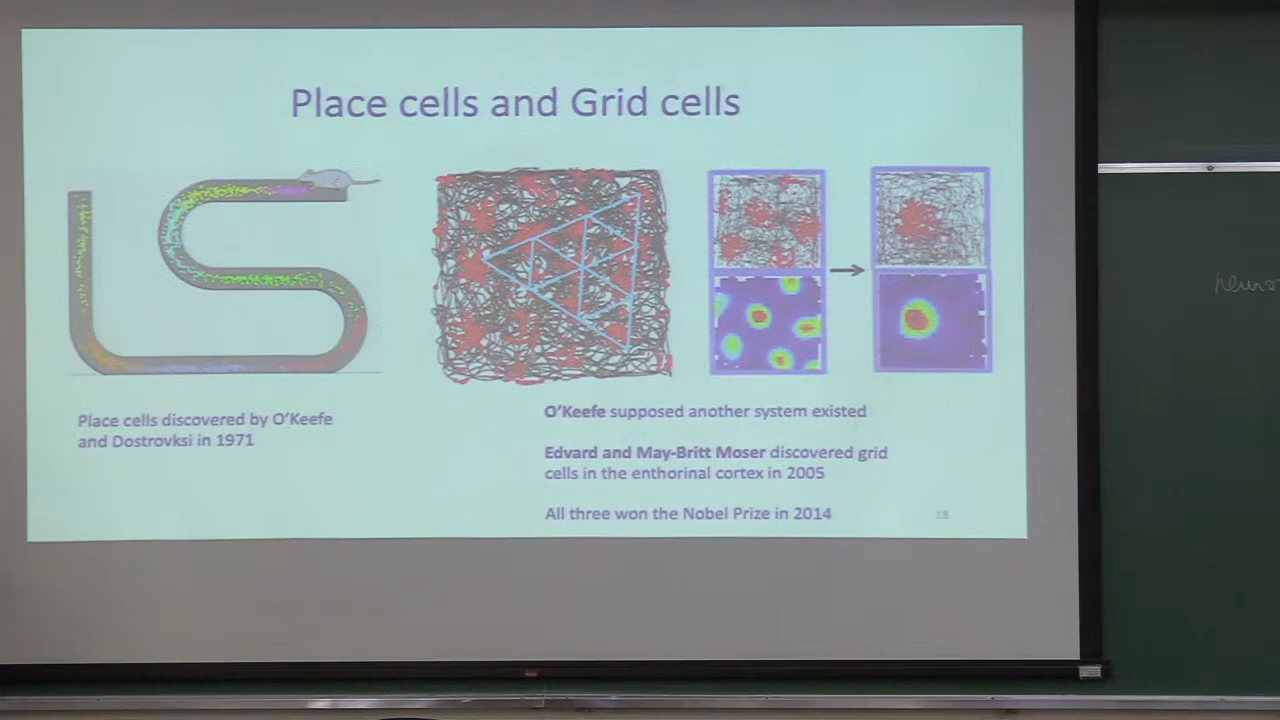 Place cells and Grid cells
Place cells discovered by O'Keefe
and Dostrovksi in 1971
O'Keefe supposed another system existed
Edvard and May-Britt Moser discovered grid
cells in the enthorinal cortex in 2005
All three won the Nobel Prize in 2014
18